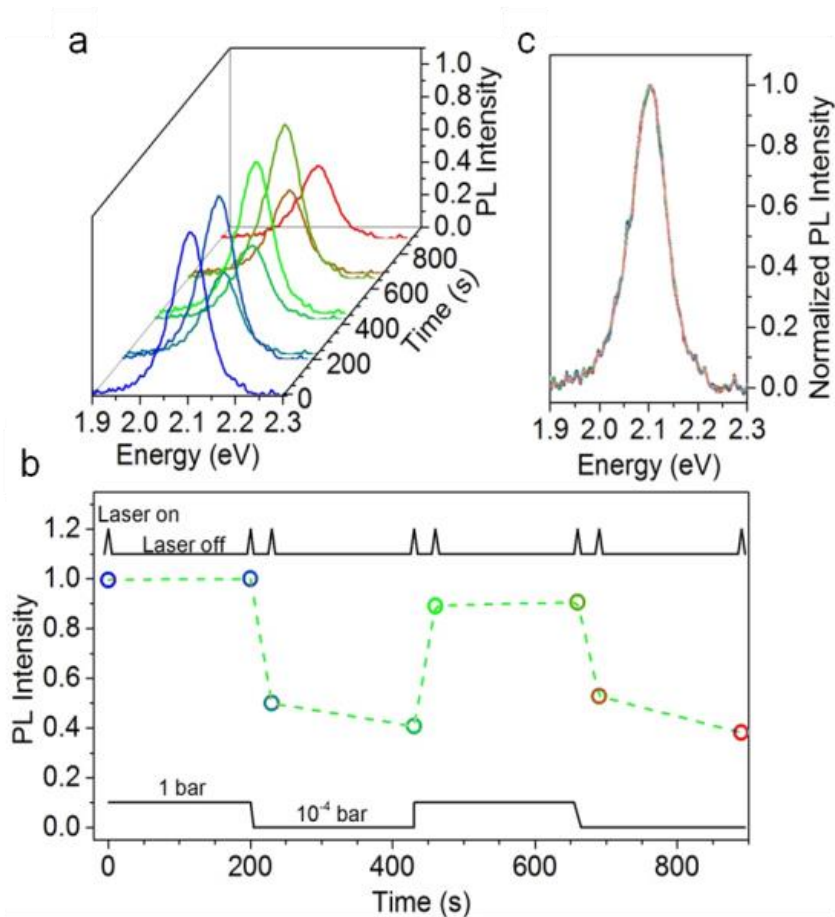 a
1.0
0.8
0.6
0.4
0.2
0.0
PL Intensity
800
600
400
200
0
Time (s)
1.9 2.0 2.1 2.2 2.3
Energy (eV)
c
1.0
0.8
0.6
0.4
0.2
0.0
Normalized PL Intensity
1.9 2.0 2.1 2.2 2.3
Energy (eV)
b
1.2
1.0
0.8
0.6
0.4
0.2
0.0
PL Intensity
Laser on
Laser off
1 bar
10⁻⁴ bar
0 200 400 600 800
Time (s)